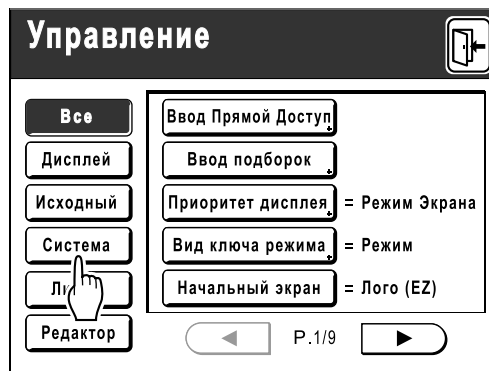 Управление
Все
Дисплей
Исходный
Система
Редактор
Ввод Прямой Доступ
Ввод подборок
Приоритет дисплея = Режим Экрана
Вид ключа режима = Режим
Начальный экран = Лого (EZ)
P.1/9